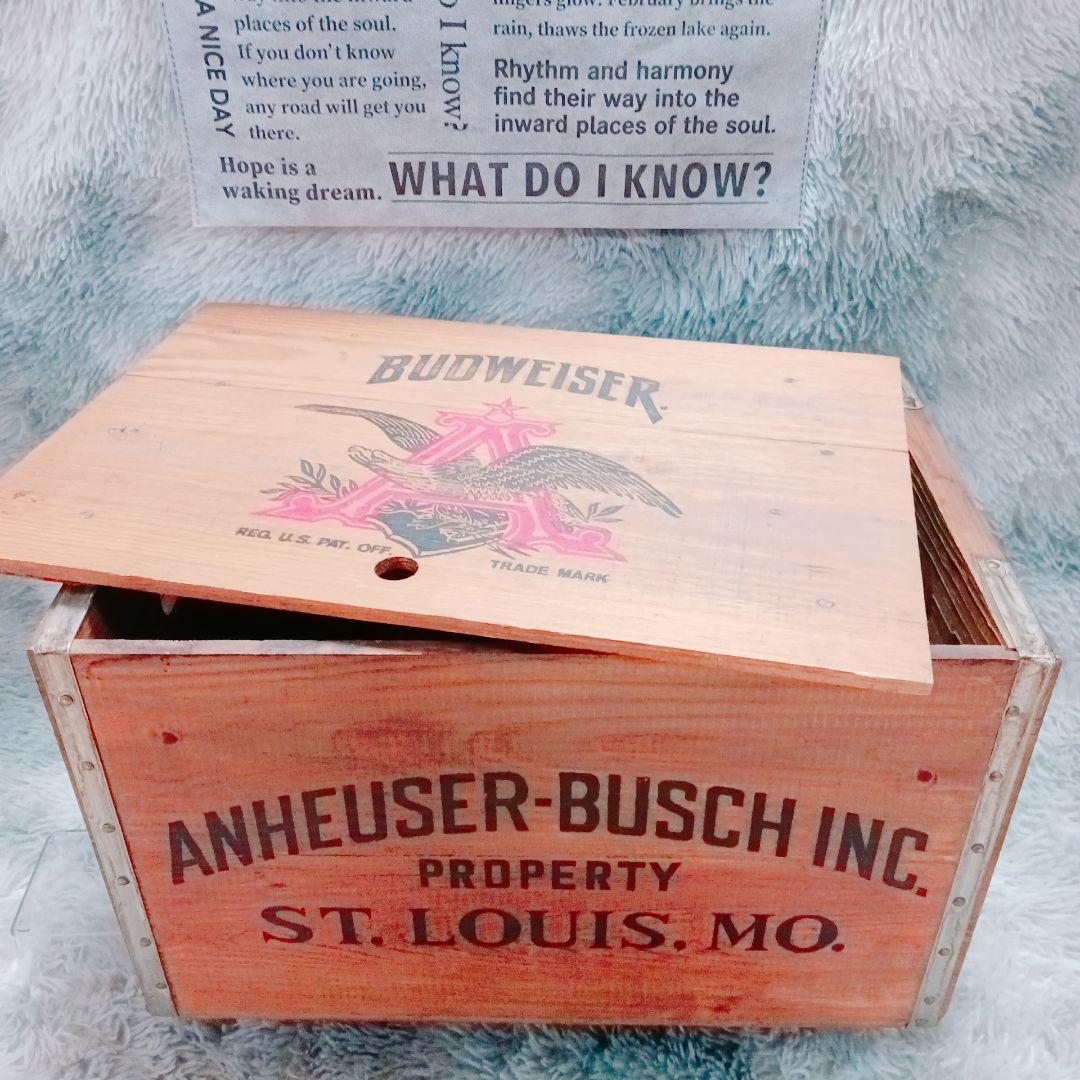 A NICE DAY
places of the soul.
If you don't know
where you are going,
any road will get you
there.
Hope is a
waking dream.
I know?
rain, thaws the frozen lake again.
Rhythm and harmony
find their way into the
inward places of the soul.
WHAT DO I KNOW?
BUDWEISER.
A
REG. U.S. PAT. OFF.
TRADE MARK
ANHEUSER-BUSCH INC.
PROPERTY
ST. LOUIS, MO.